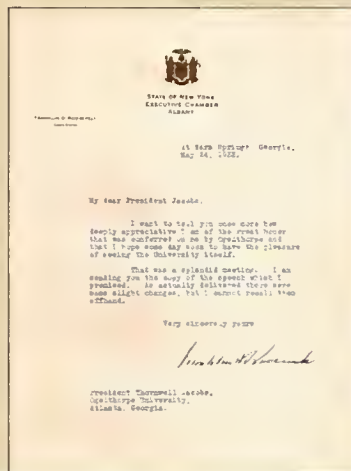 STATE OF NEW YORK
EXECUTIVE CHAMBER
ALBANY
FRANKLIN D. ROOSEVELT
At Warm Springs Georgia,
May 24, 1932.
My dear President Jacobs:
I want to tell you once more how
deeply appreciative I am of the great honor
that was conferred on me by Oglethorpe and
that I hope some day soon to have the pleasure
of seeing the University itself.
That was a splendid meeting. I am
sending you the copy of the speech which I
promised. As actually delivered there were
some slight changes, but I cannot recall them
offhand.
Very sincerely yours
Franklin D Roosevelt
President Thornwell Jacobs,
Oglethorpe University,
Atlanta, Georgia.